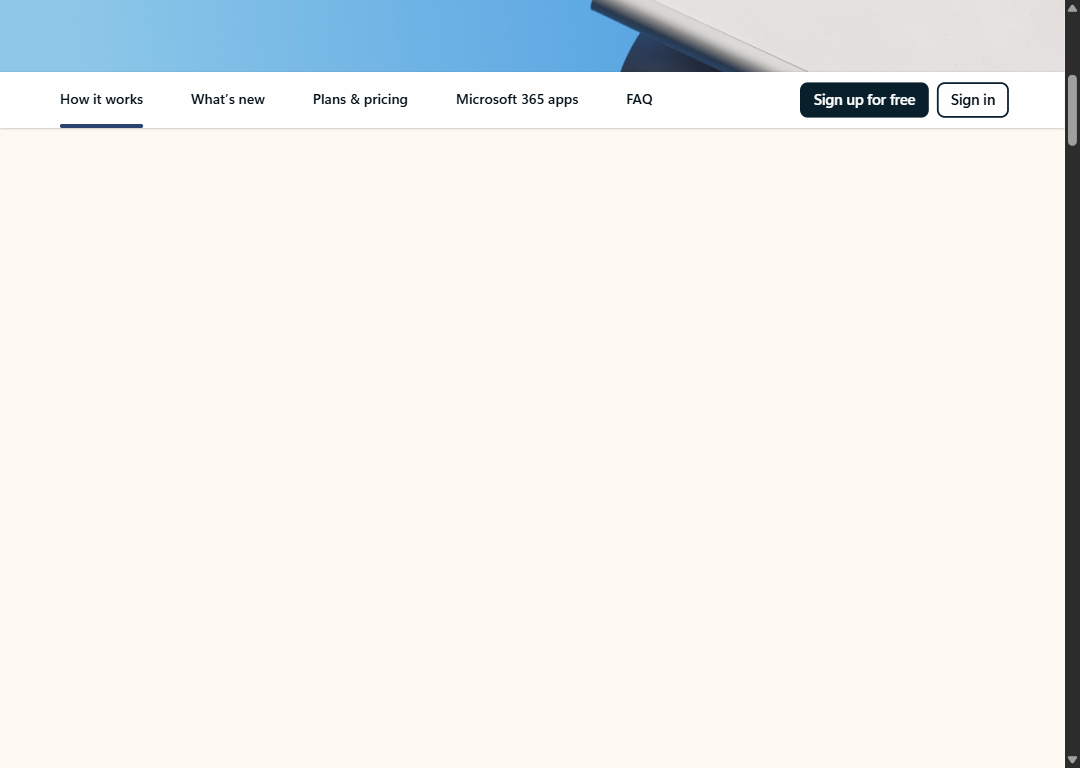 How it works
What's new
Plans & pricing
Microsoft 365 apps
FAQ
Sign up for free
Sign in